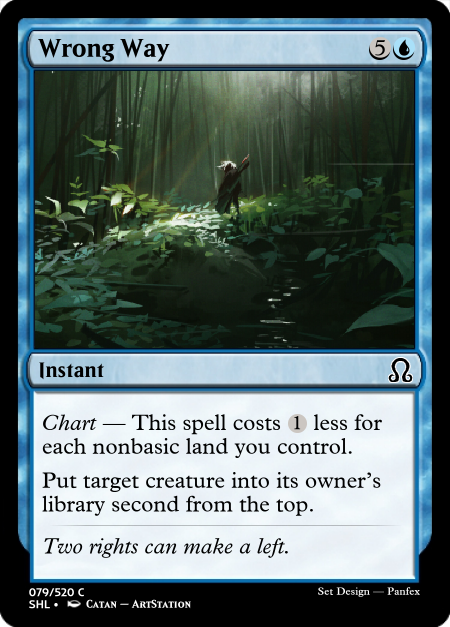 Wrong Way
5
Instant
Chart — This spell costs 1 less for
each nonbasic land you control.
Put target creature into its owner's
library second from the top.
Two rights can make a left.
079/520 C
Set Design — Panfex
SHL • Catan — ArtStation